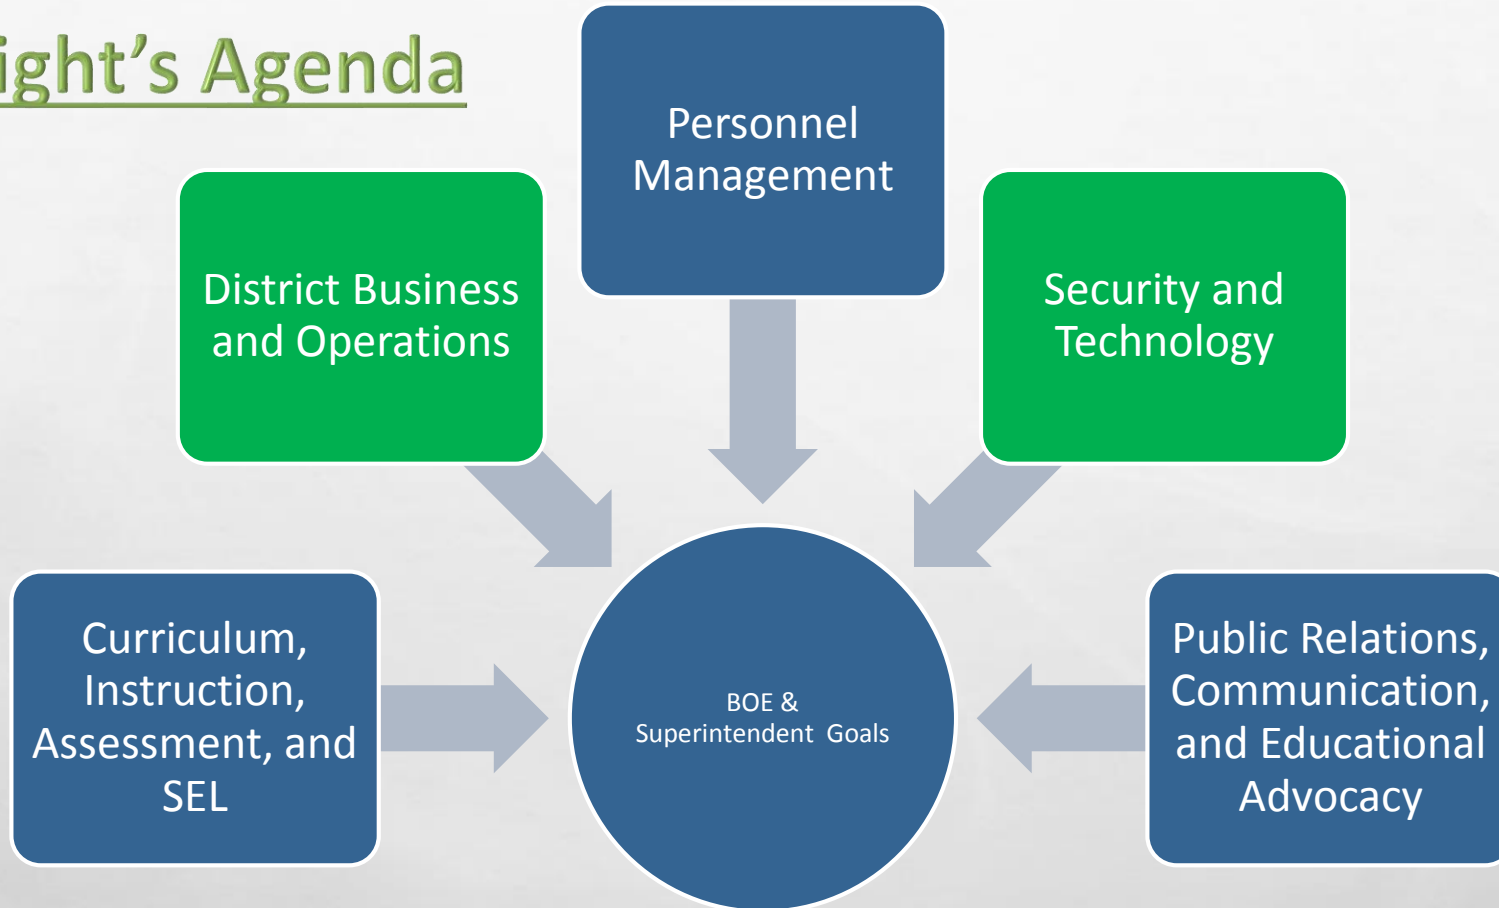 ight's Agenda
Personnel
Management
District Business
and Operations
Security and
Technology
Curriculum,
Instruction,
Assessment, and
SEL
BOE &
Superintendent Goals
Public Relations,
Communication,
and Educational
Advocacy